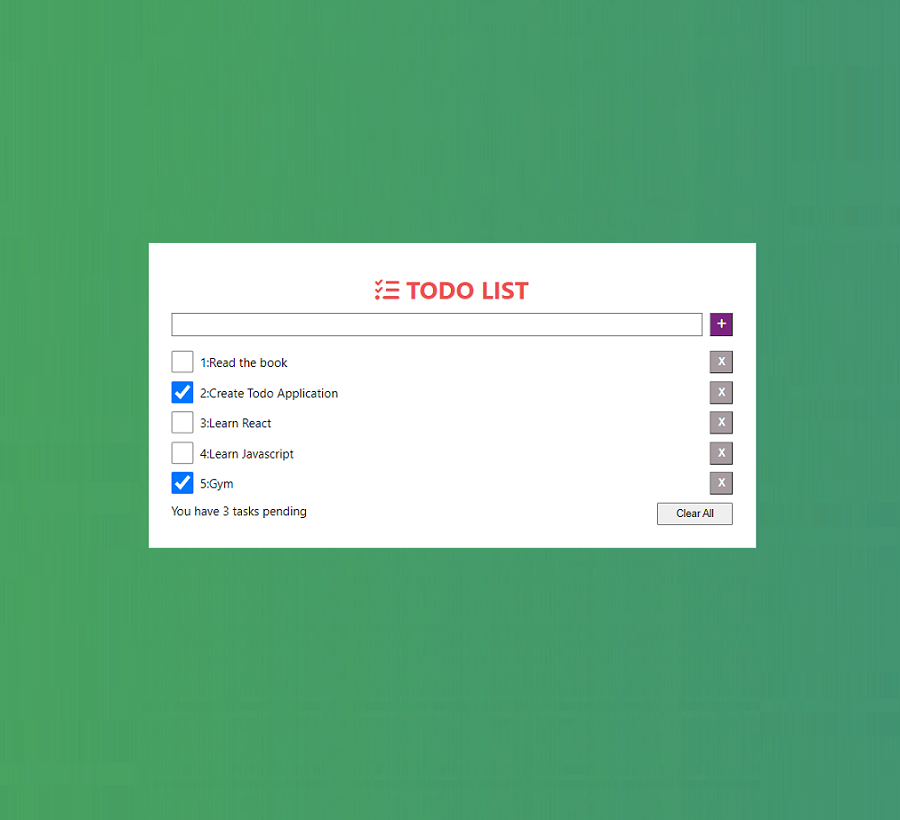 TODO LIST
+
1:Read the book
X
2:Create Todo Application
X
3:Learn React
X
4:Learn Javascript
X
5:Gym
X
You have 3 tasks pending
Clear All